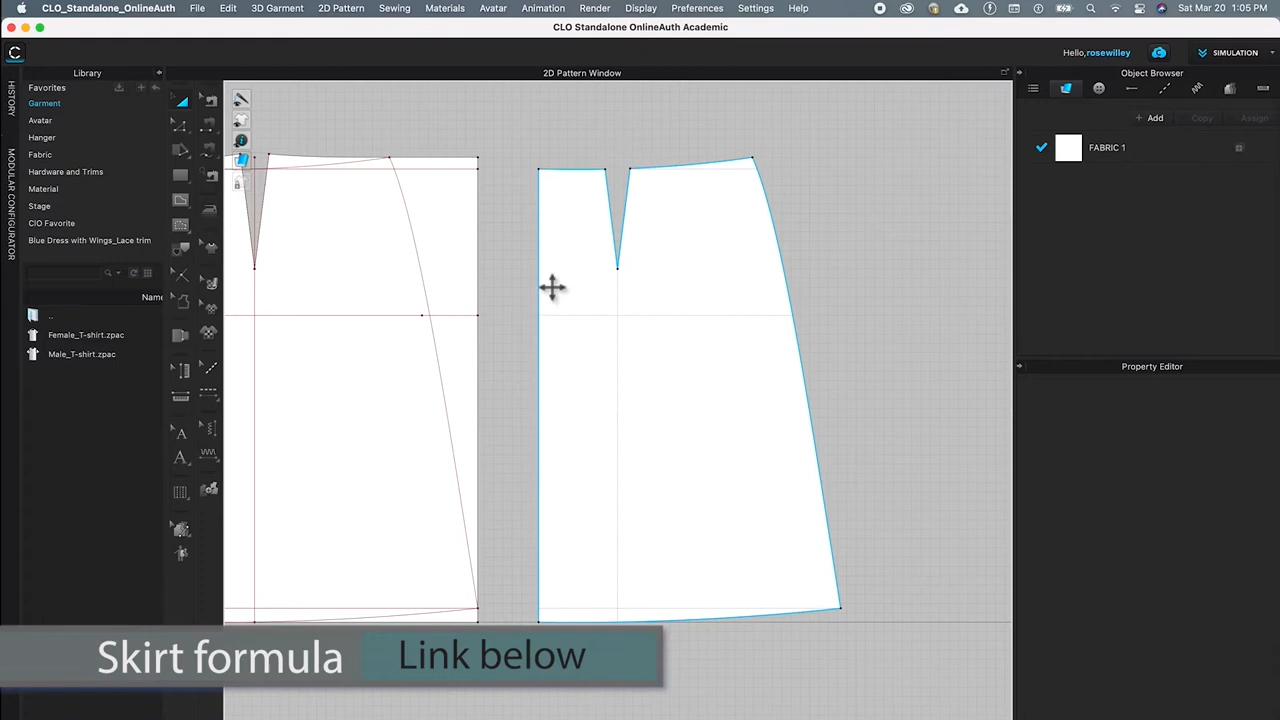 CLO_Standalone_OnlineAuth File Edit 3D Garment 2D Pattern Sewing Materials Avatar Animation Render Display Preferences Settings Help Sat Mar 20 1:05 PM
CLO Standalone OnlineAuth Academic
Hello,rosewilley SIMULATION
Library 2D Pattern Window Object Browser
HISTORY
MODULAR CONFIGURATOR
Favorites
Garment
Avatar
Hanger
Fabric
Hardware and Trims
Material
Stage
ClO Favorite
Blue Dress with Wings_Lace trim
Name
..
Female_T-shirt.zpac
Male_T-shirt.zpac
+ Add Copy Assign
FABRIC 1
Property Editor
Skirt formula Link below